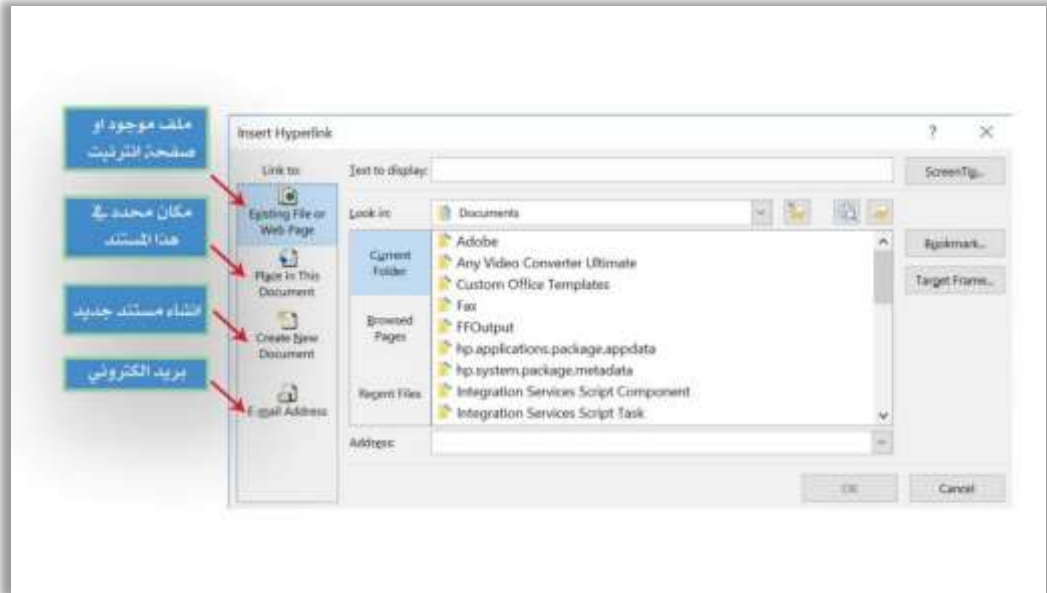 ملف موجود او
صفحة انترنيت
مكان محدد في
هذا المستند
انشاء مستند جديد
بريد الكتروني
Insert Hyperlink
? ×
Link to:
Existing File or
Web Page
Place in This
Document
Create New
Document
E-mail Address
Text to display:
ScreenTip...
Look in:
Documents
Current
Folder
Browsed
Pages
Recent Files
Adobe
Any Video Converter Ultimate
Custom Office Templates
Fax
FFOutput
hp.applications.package.appdata
hp.system.package.metadata
Integration Services Script Component
Integration Services Script Task
Bookmark...
Target Frame...
Address:
OK
Cancel